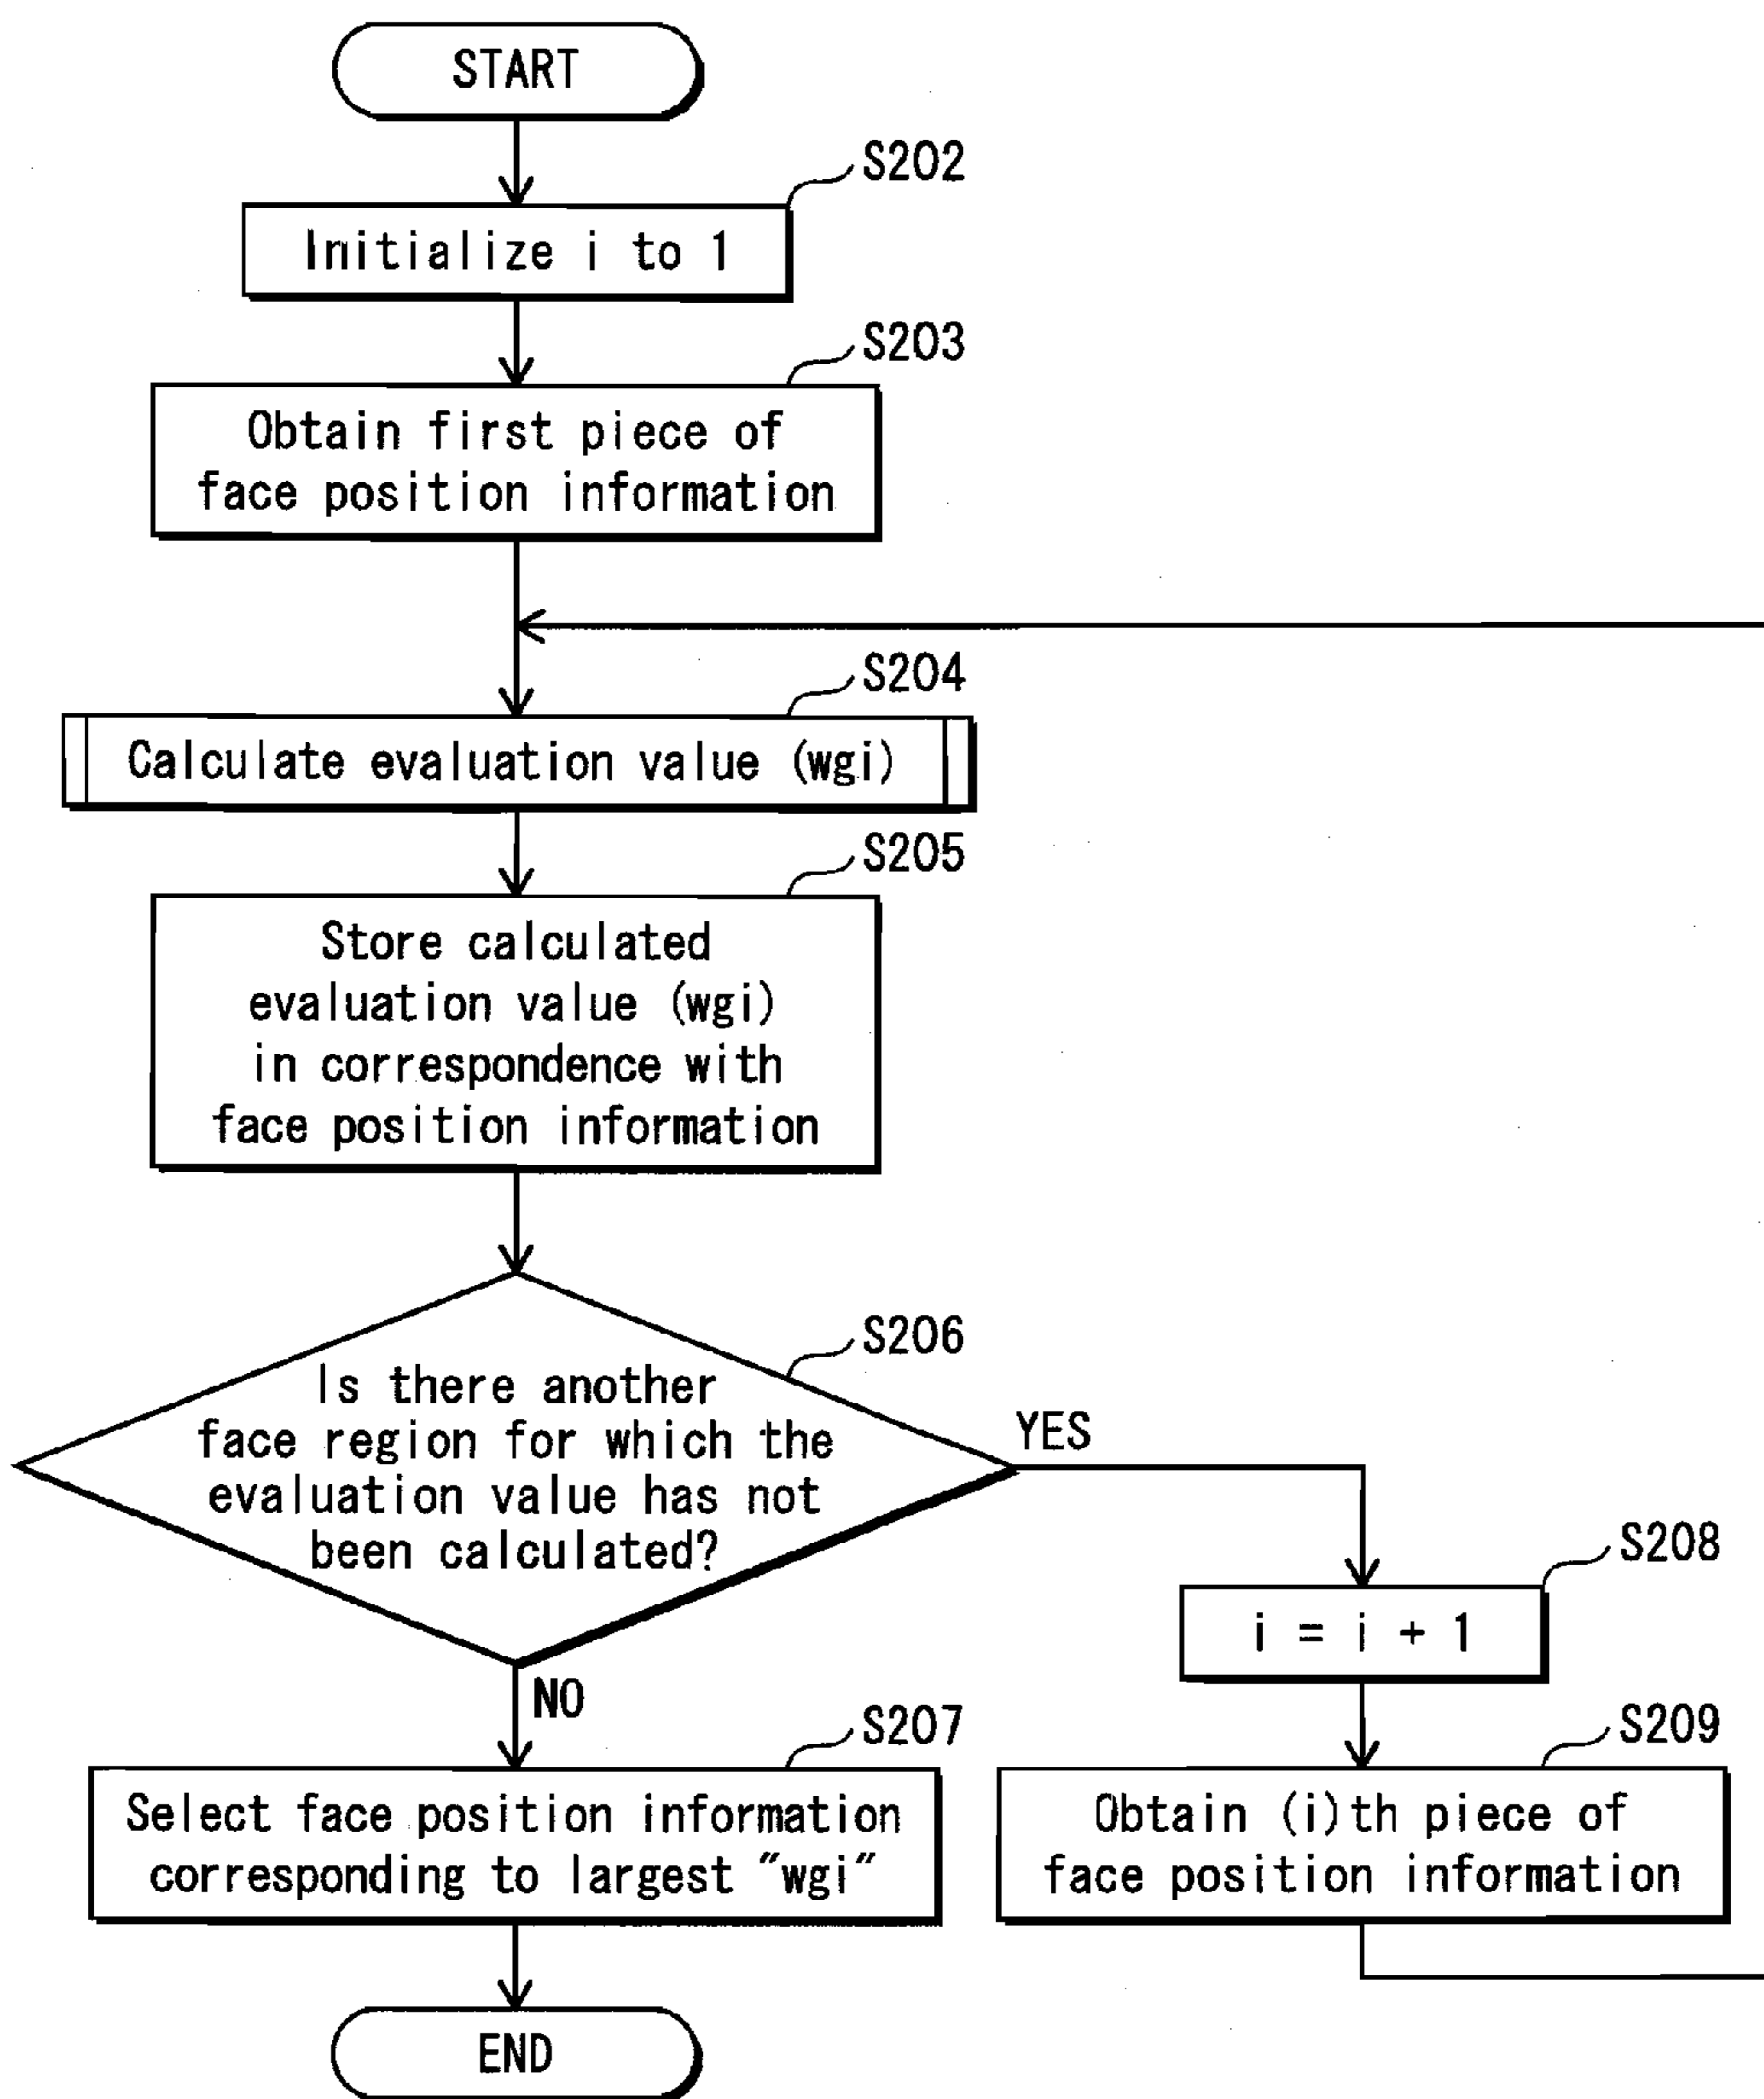 START
S202
Initialize i to 1
S203
Obtain first piece of
face position information
S204
Calculate evaluation value (wgi)
S205
Store calculated
evaluation value (wgi)
in correspondence with
face position information
S206
Is there another
face region for which the
evaluation value has not
been calculated?
YES
NO
S208
i = i + 1
S207
Select face position information
corresponding to largest "wgi"
S209
Obtain (i)th piece of
face position information
END